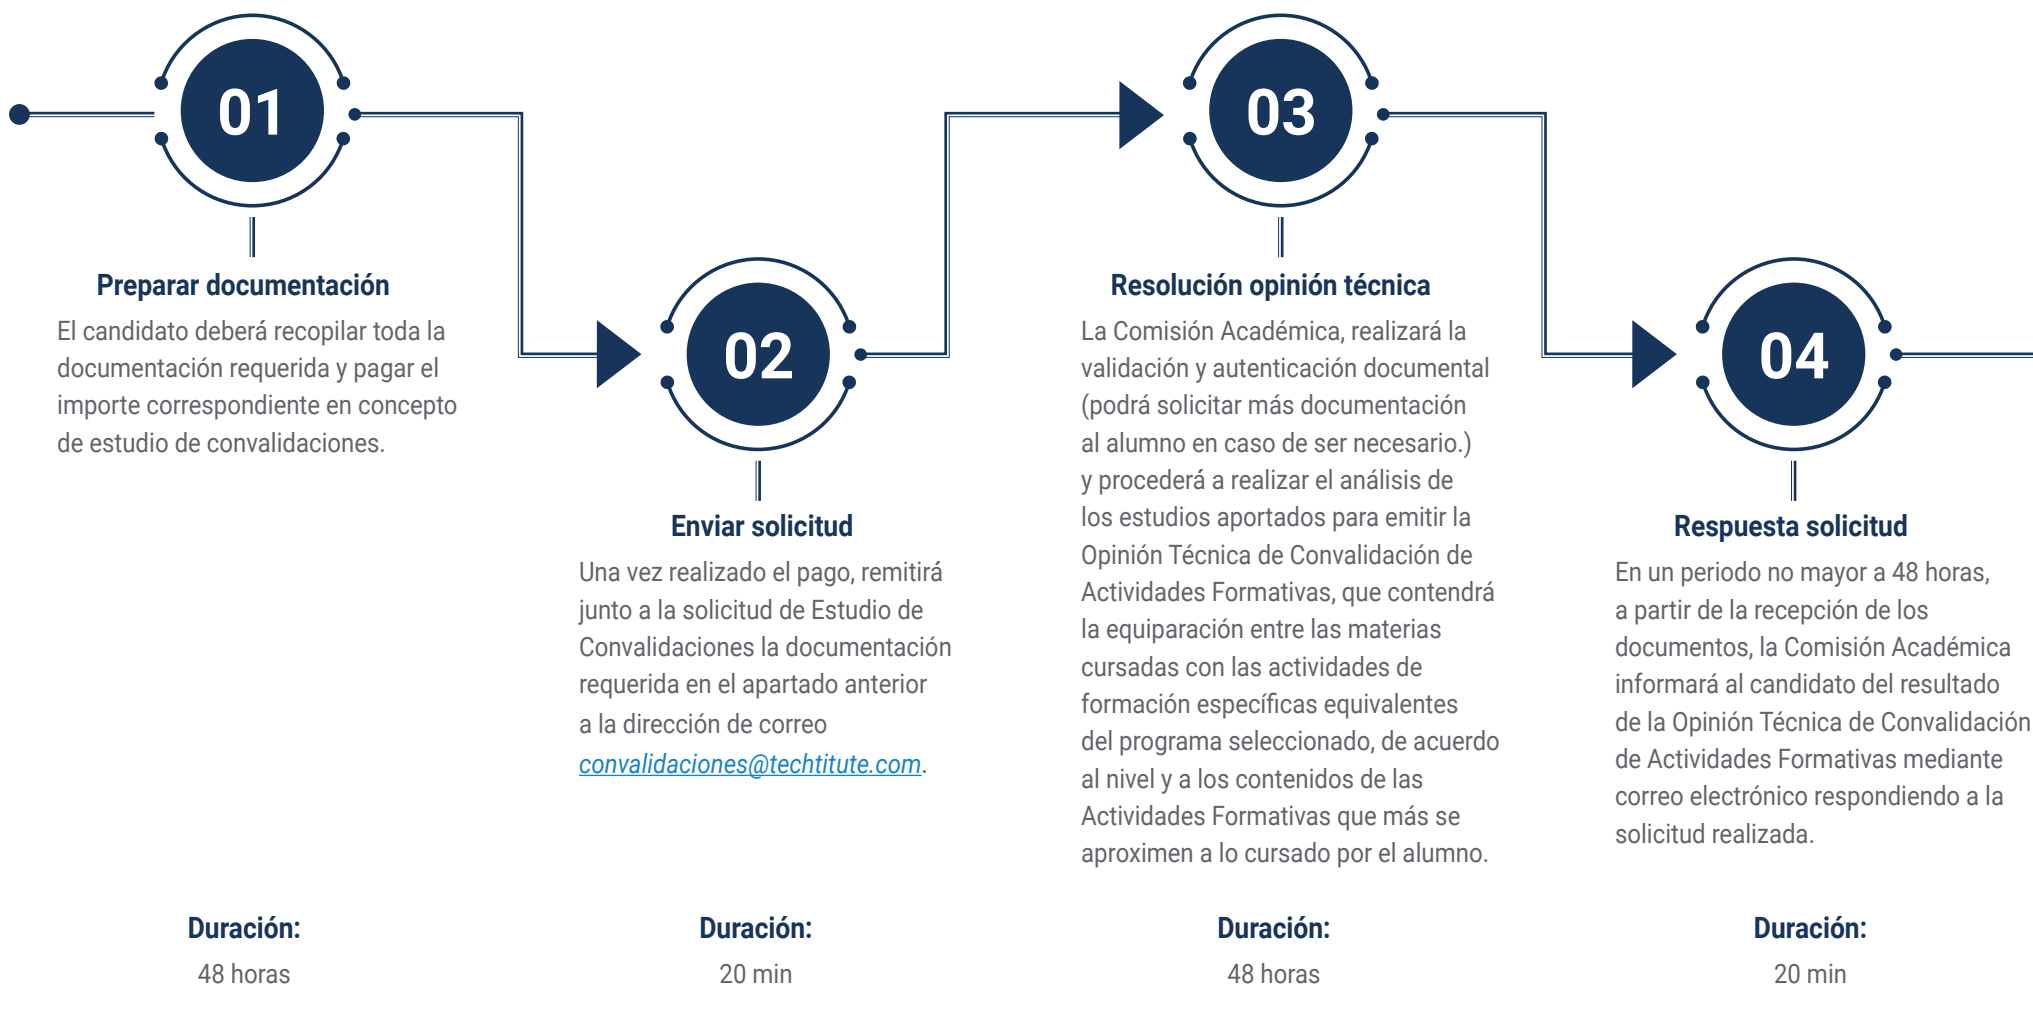 01
Preparar documentación
El candidato deberá recopilar toda la
documentación requerida y pagar el
importe correspondiente en concepto
de estudio de convalidaciones.
Duración:
48 horas
02
Enviar solicitud
Una vez realizado el pago, remitirá
junto a la solicitud de Estudio de
Convalidaciones la documentación
requerida en el apartado anterior
a la dirección de correo
convalidaciones@techtitute.com.
Duración:
20 min
03
Resolución opinión técnica
La Comisión Académica, realizará la
validación y autenticación documental
(podrá solicitar más documentación
al alumno en caso de ser necesario.)
y procederá a realizar el análisis de
los estudios aportados para emitir la
Opinión Técnica de Convalidación de
Actividades Formativas, que contendrá
la equiparación entre las materias
cursadas con las actividades de
formación específicas equivalentes
del programa seleccionado, de acuerdo
al nivel y a los contenidos de las
Actividades Formativas que más se
aproximen a lo cursado por el alumno.
Duración:
48 horas
04
Respuesta solicitud
En un periodo no mayor a 48 horas,
a partir de la recepción de los
documentos, la Comisión Académica
informará al candidato del resultado
de la Opinión Técnica de Convalidación
de Actividades Formativas mediante
correo electrónico respondiendo a la
solicitud realizada.
Duración:
20 min